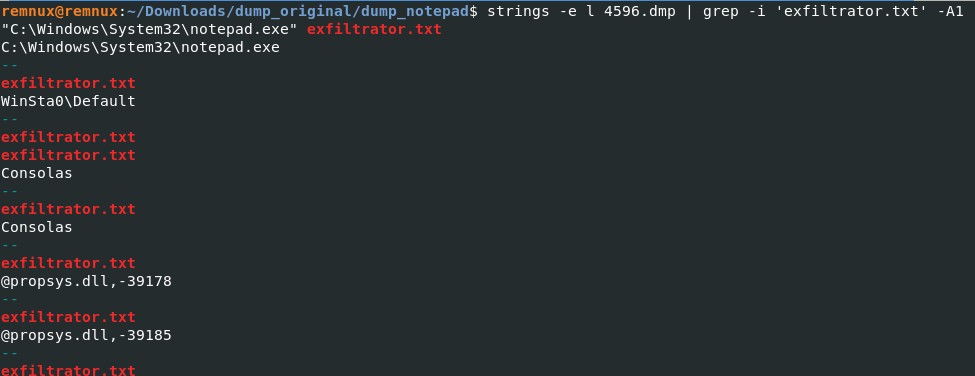 remnux@remnux:~/Downloads/dump_original/dump_notepad$ strings -e l 4596.dmp | grep -i 'exfiltrator.txt' -A1
"C:\Windows\System32\notepad.exe" exfiltrator.txt
C:\Windows\System32\notepad.exe
--
exfiltrator.txt
WinSta0\Default
--
exfiltrator.txt
exfiltrator.txt
Consolas
--
exfiltrator.txt
Consolas
--
exfiltrator.txt
@propsys.dll,-39178
--
exfiltrator.txt
@propsys.dll,-39185
--
exfiltrator.txt